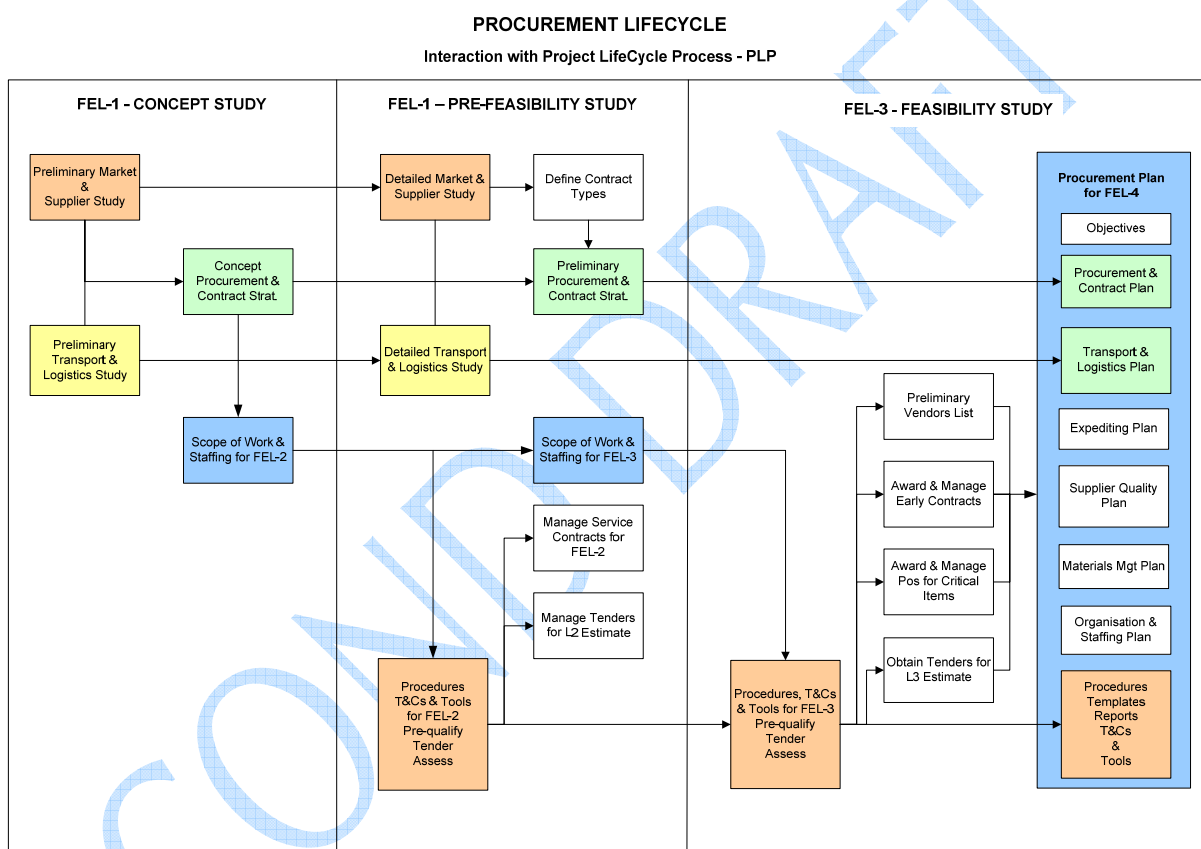 PROCUREMENT LIFECYCLE
Interaction with Project LifeCycle Process - PLP
FEL-1 - CONCEPT STUDY
FEL-1 – PRE-FEASIBILITY STUDY
FEL-3 - FEASIBILITY STUDY
Preliminary Market
&
Supplier Study
Concept
Procurement &
Contract Strat.
Preliminary
Transport &
Logistics Study
Scope of Work &
Staffing for FEL-2
Detailed Market &
Supplier Study
Define Contract
Types
Preliminary
Procurement &
Contract Strat.
Detailed Transport
& Logistics Study
Scope of Work &
Staffing for FEL-3
Manage Service
Contracts for
FEL-2
Manage Tenders
for L2 Estimate
Procedures
T&Cs & Tools
for FEL-2
Pre-qualify
Tender
Assess
Procedures, T&Cs
& Tools for FEL-3
Pre-qualify
Tender
Assess
Preliminary
Vendors List
Award & Manage
Early Contracts
Award & Manage
Pos for Critical
Items
Obtain Tenders for
L3 Estimate
Procurement Plan
for FEL-4
Objectives
Procurement &
Contract Plan
Transport &
Logistics Plan
Expediting Plan
Supplier Quality
Plan
Materials Mgt Plan
Organisation &
Staffing Plan
Procedures
Templates
Reports
T&Cs
&
Tools
COND DRAFT